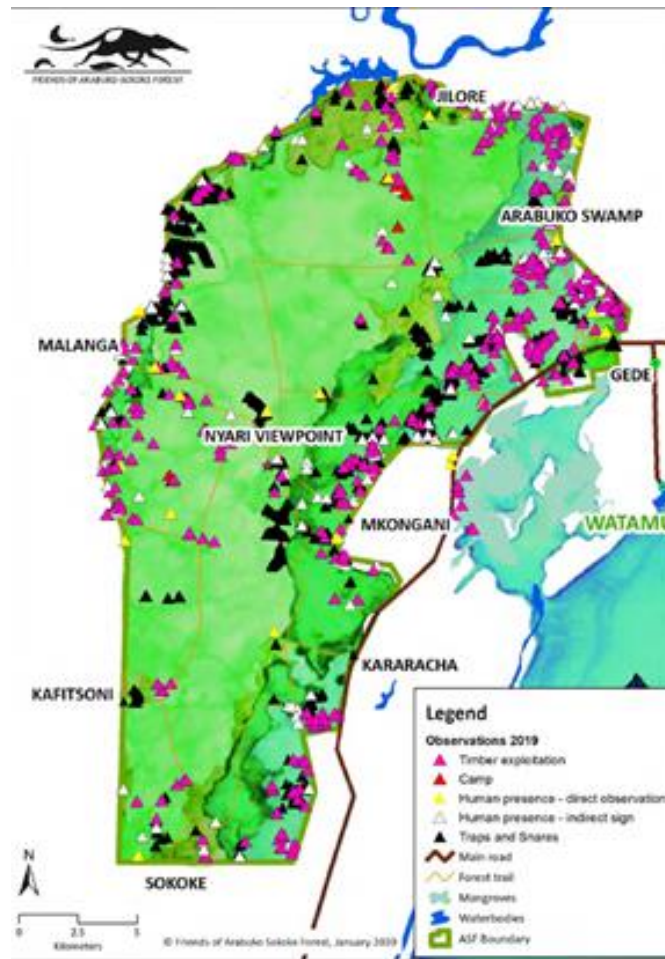 FRIENDS OF ARABUKO-SOKOKE FOREST
JILORE
ARABUKO SWAMP
MALANGA
GEDE
NYARI VIEWPOINT
MKONGANI
WATAMU
KARARACHA
KAFITSONI
SOKOKE
Legend
Observations 2019
Timber exploitation
Camp
Human presence - direct observation
Human presence - indirect sign
Traps and Snares
Main road
Forest trail
Mangroves
Waterbodies
ASF Boundary
N
0 2.5 5
Kilometers
© Friends of Arabuko Sokoke Forest, January 2020